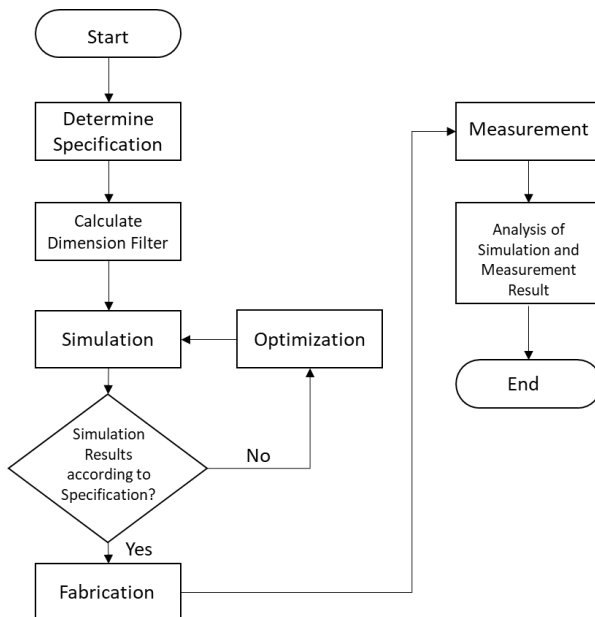 Start
Determine
Specification
Calculate
Dimension Filter
Simulation
Optimization
Simulation
Results
according to
Specification?
No
Yes
Fabrication
Measurement
Analysis of
Simulation and
Measurement
Result
End